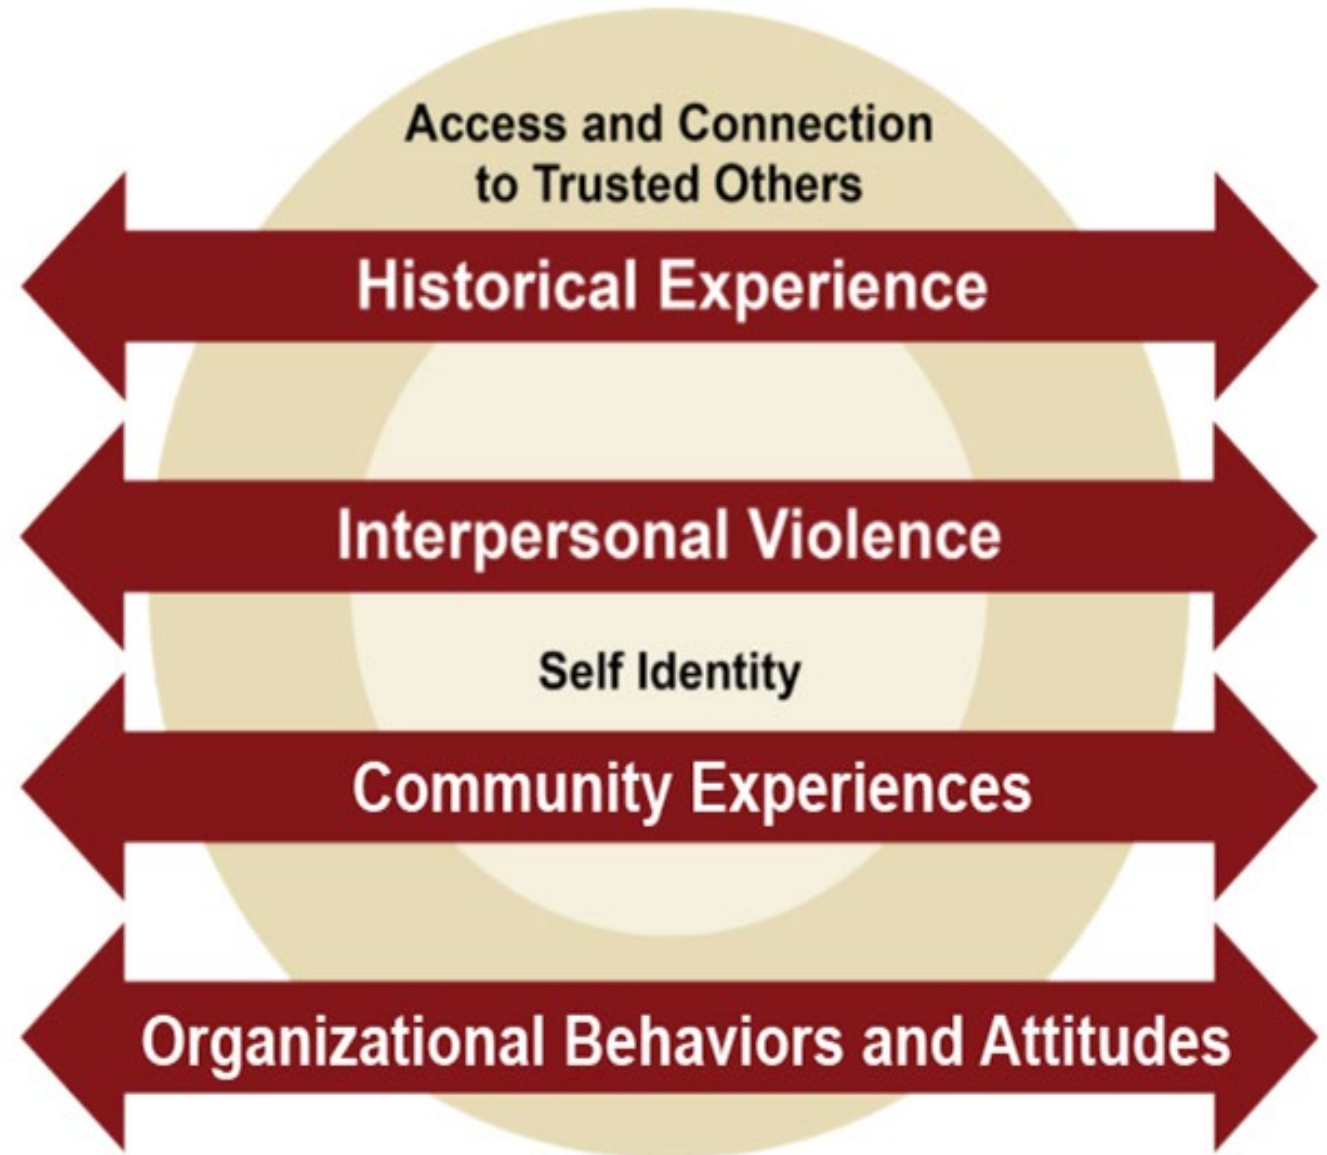 Access and Connection
to Trusted Others
Historical Experience
Interpersonal Violence
Self Identity
Community Experiences
Organizational Behaviors and Attitudes